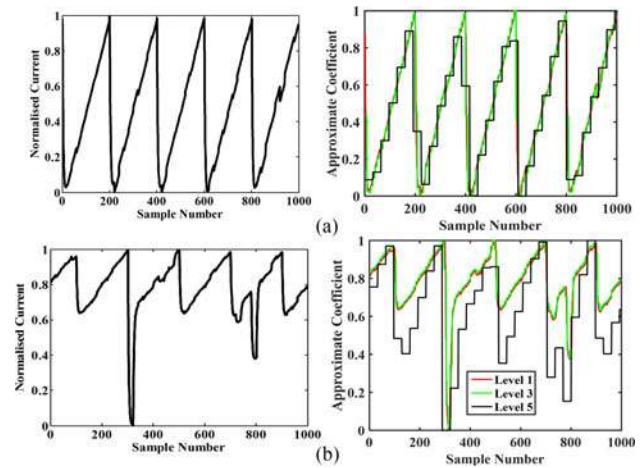 Normalised Current
1
0.8
0.6
0.4
0.2
0
0 200 400 600 800 1000
Sample Number
Approximate Coefficient
1
0.8
0.6
0.4
0.2
0
0 200 400 600 800 1000
Sample Number
(a)
Normalised Current
1
0.8
0.6
0.4
0.2
0
0 200 400 600 800 1000
Sample Number
Approximate Coefficient
1
0.8
0.6
0.4
0.2
0
0 200 400 600 800 1000
Sample Number
Level 1
Level 3
Level 5
(b)